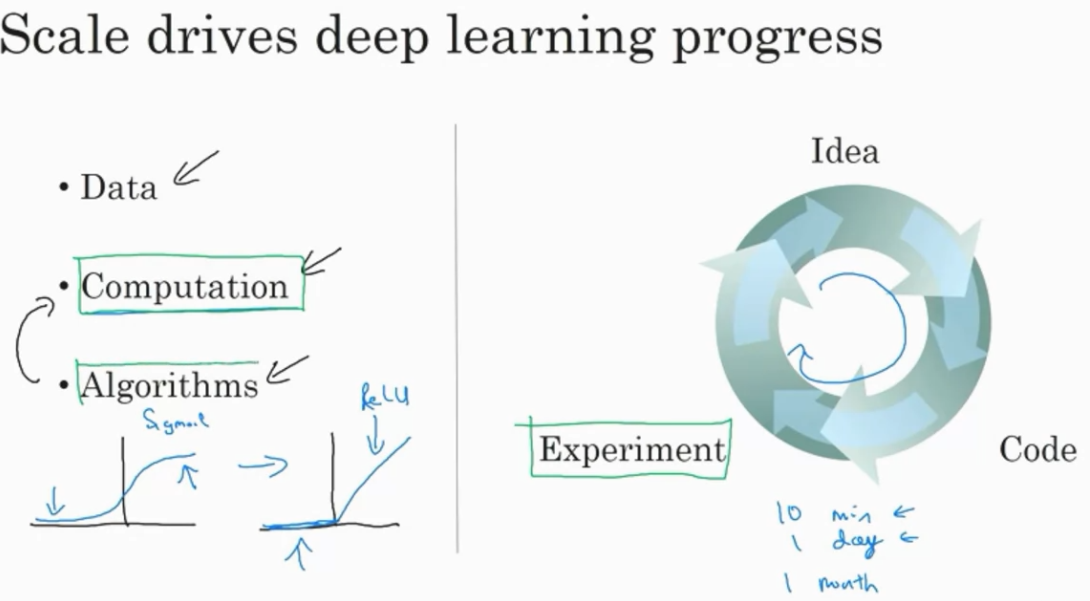 Scale drives deep learning progress
• Data
• Computation
• Algorithms
Sigmoid
ReLU
Idea
Experiment
Code
10 min
1 day
1 month